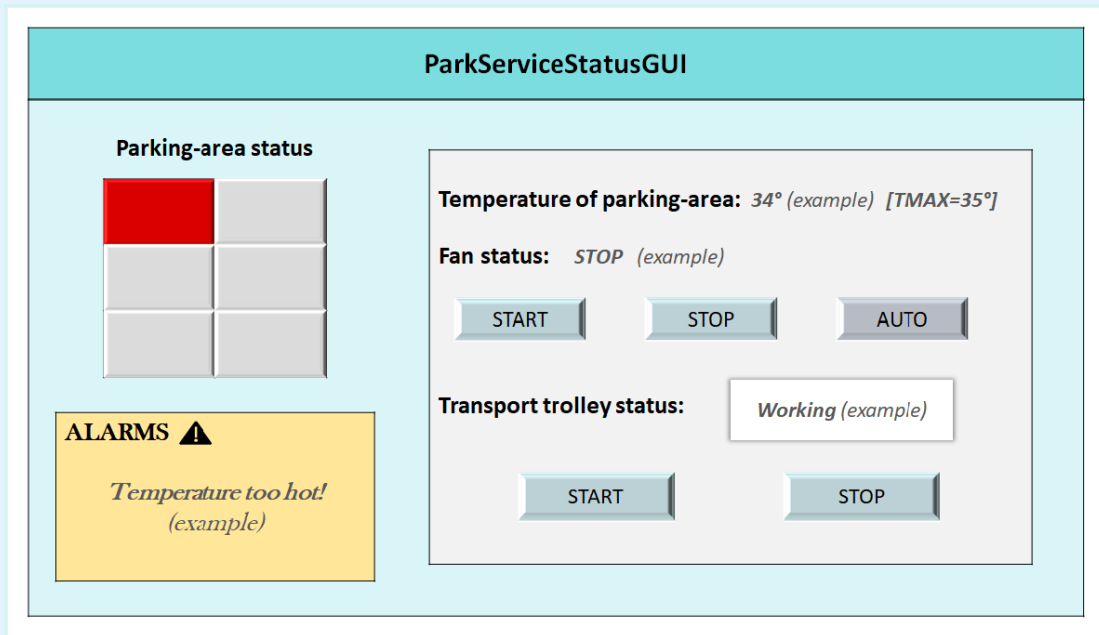 ParkServiceStatusGUI
Parking-area status
ALARMS
Temperature too hot!
(example)
Temperature of parking-area: 34° (example) [TMAX=35°]
Fan status: STOP (example)
START STOP AUTO
Transport trolley status: Working (example)
START STOP